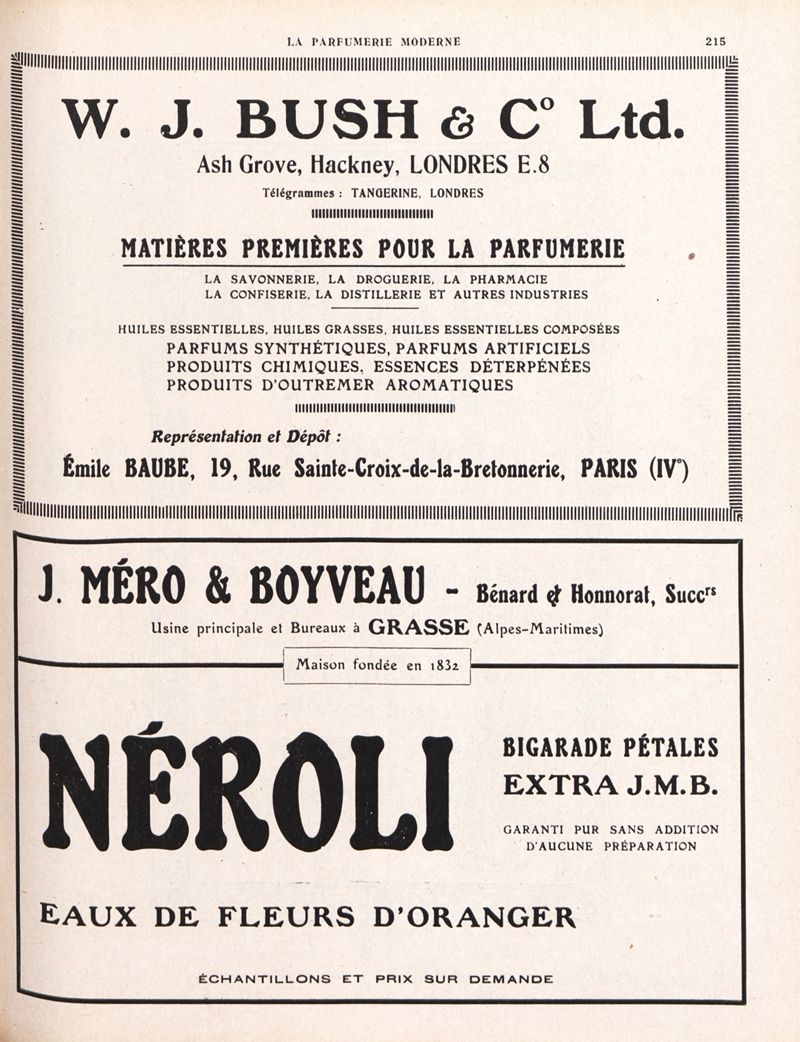 LA PARFUMERIE MODERNE 215
W. J. BUSH & Cº Ltd.
Ash Grove, Hackney, LONDRES E.8
Télégrammes : TANGERINE, LONDRES
MATIÈRES PREMIÈRES POUR LA PARFUMERIE
LA SAVONNERIE, LA DROGUERIE, LA PHARMACIE
LA CONFISERIE, LA DISTILLERIE ET AUTRES INDUSTRIES
HUILES ESSENTIELLES, HUILES GRASSES, HUILES ESSENTIELLES COMPOSÉES
PARFUMS SYNTHÉTIQUES, PARFUMS ARTIFICIELS
PRODUITS CHIMIQUES, ESSENCES DÉTERPÉNÉES
PRODUITS D'OUTREMER AROMATIQUES
Représentation et Dépôt :
Émile BAUBE, 19, Rue Sainte-Croix-de-la-Bretonnerie, PARIS (IVº)
J. MÉRO & BOYVEAU - Bénard & Honnorat, Succrs
Usine principale et Bureaux à GRASSE (Alpes-Maritimes)
Maison fondée en 1832
NÉROLI
BIGARADE PÉTALES
EXTRA J.M.B.
GARANTI PUR SANS ADDITION
D'AUCUNE PRÉPARATION
EAUX DE FLEURS D'ORANGER
ÉCHANTILLONS ET PRIX SUR DEMANDE